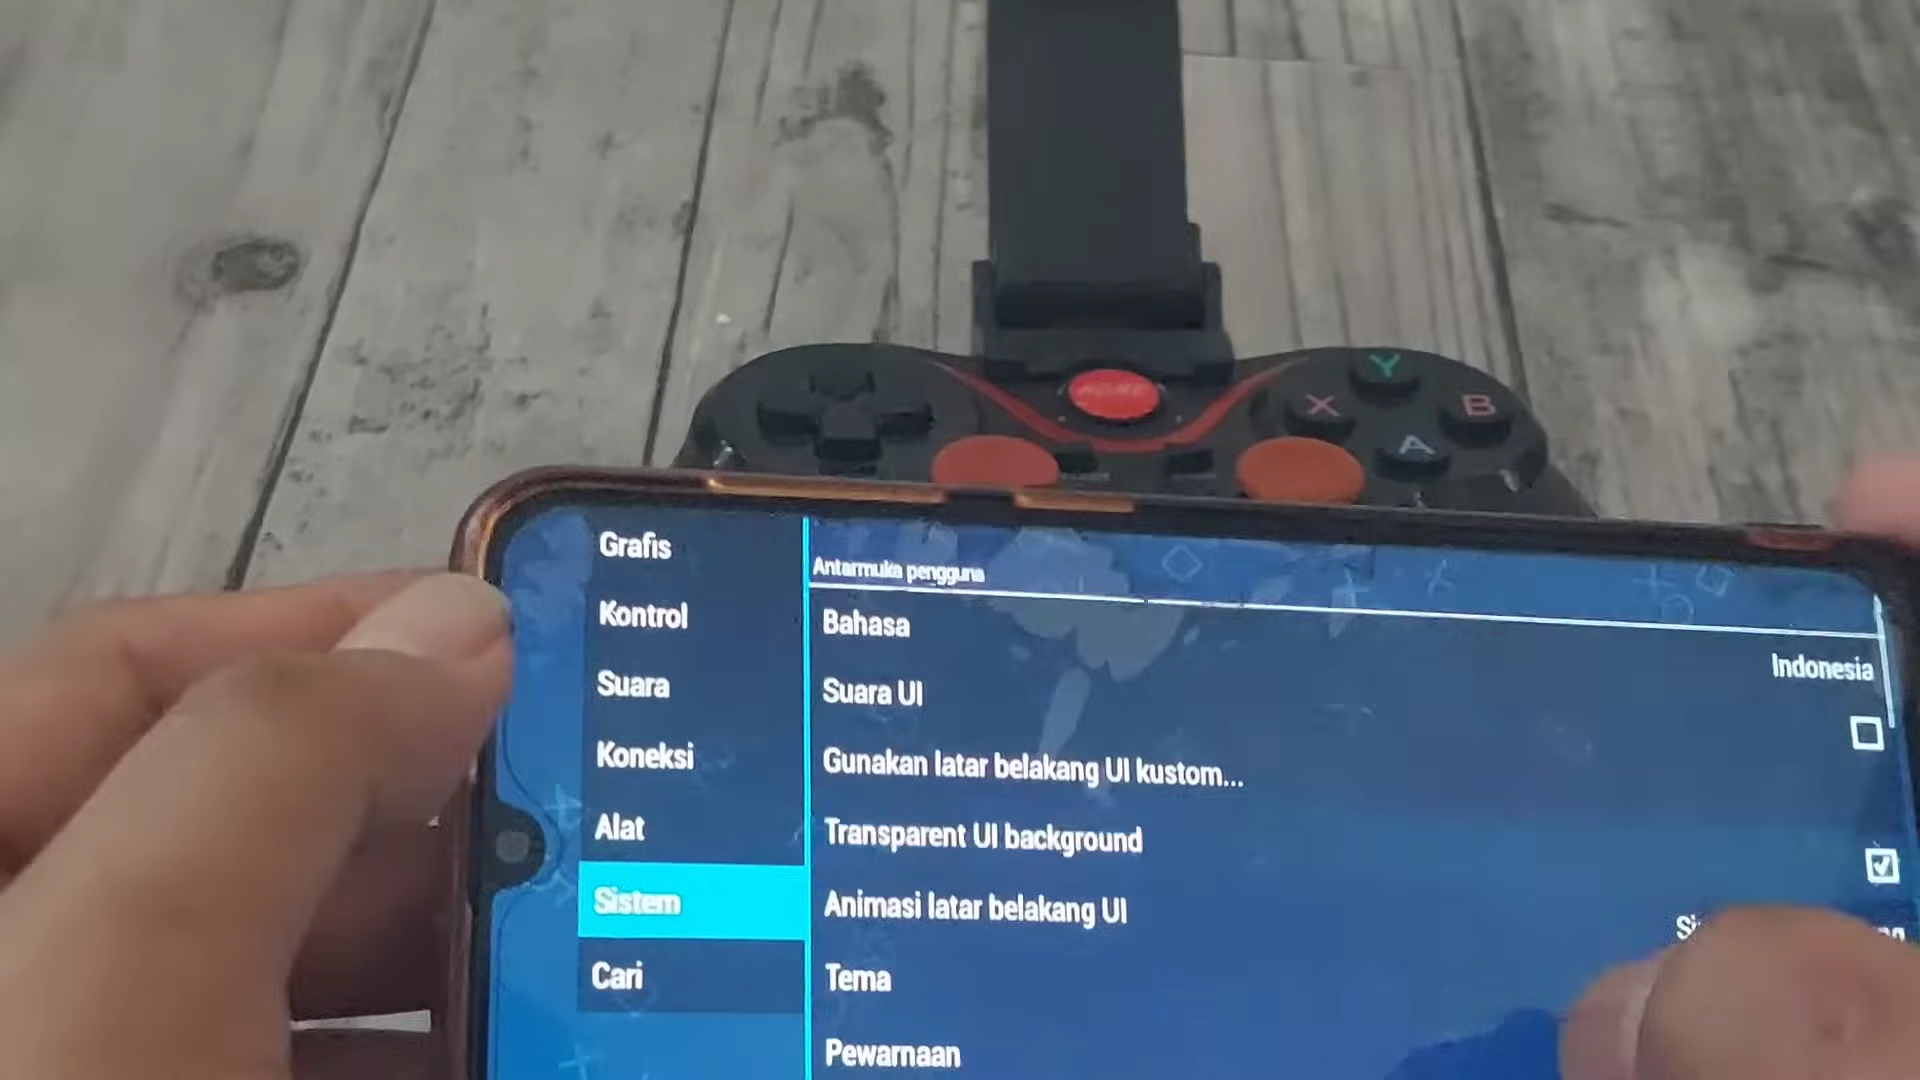 Y
X
B
A
Grafis
Antarmuka pengguna
Kontrol
Bahasa
Indonesia
Suara
Suara UI
Koneksi
Gunakan latar belakang UI kustom...
Alat
Transparent UI background
Sistem
Animasi latar belakang UI
Cari
Tema
Pewarnaan